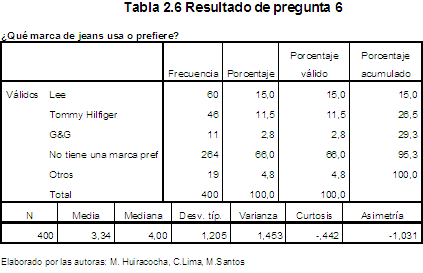 Tabla 2.6 Resultado de pregunta 6
¿Qué marca de jeans usa o prefiere?
Frecuencia Porcentaje Porcentaje válido Porcentaje acumulado
Válidos Lee 60 15,0 15,0 15,0
Tommy Hilfiger 46 11,5 11,5 26,5
G&G 11 2,8 2,8 29,3
No tiene una marca pref 264 66,0 66,0 95,3
Otros 19 4,8 4,8 100,0
Total 400 100,0 100,0
N Media Mediana Desv. típ. Varianza Curtosis Asimetría
400 3,34 4,00 1,205 1,453 -,442 -1,031
Elaborado por las autoras: M. Huiracocha, C.Lima, M.Santos